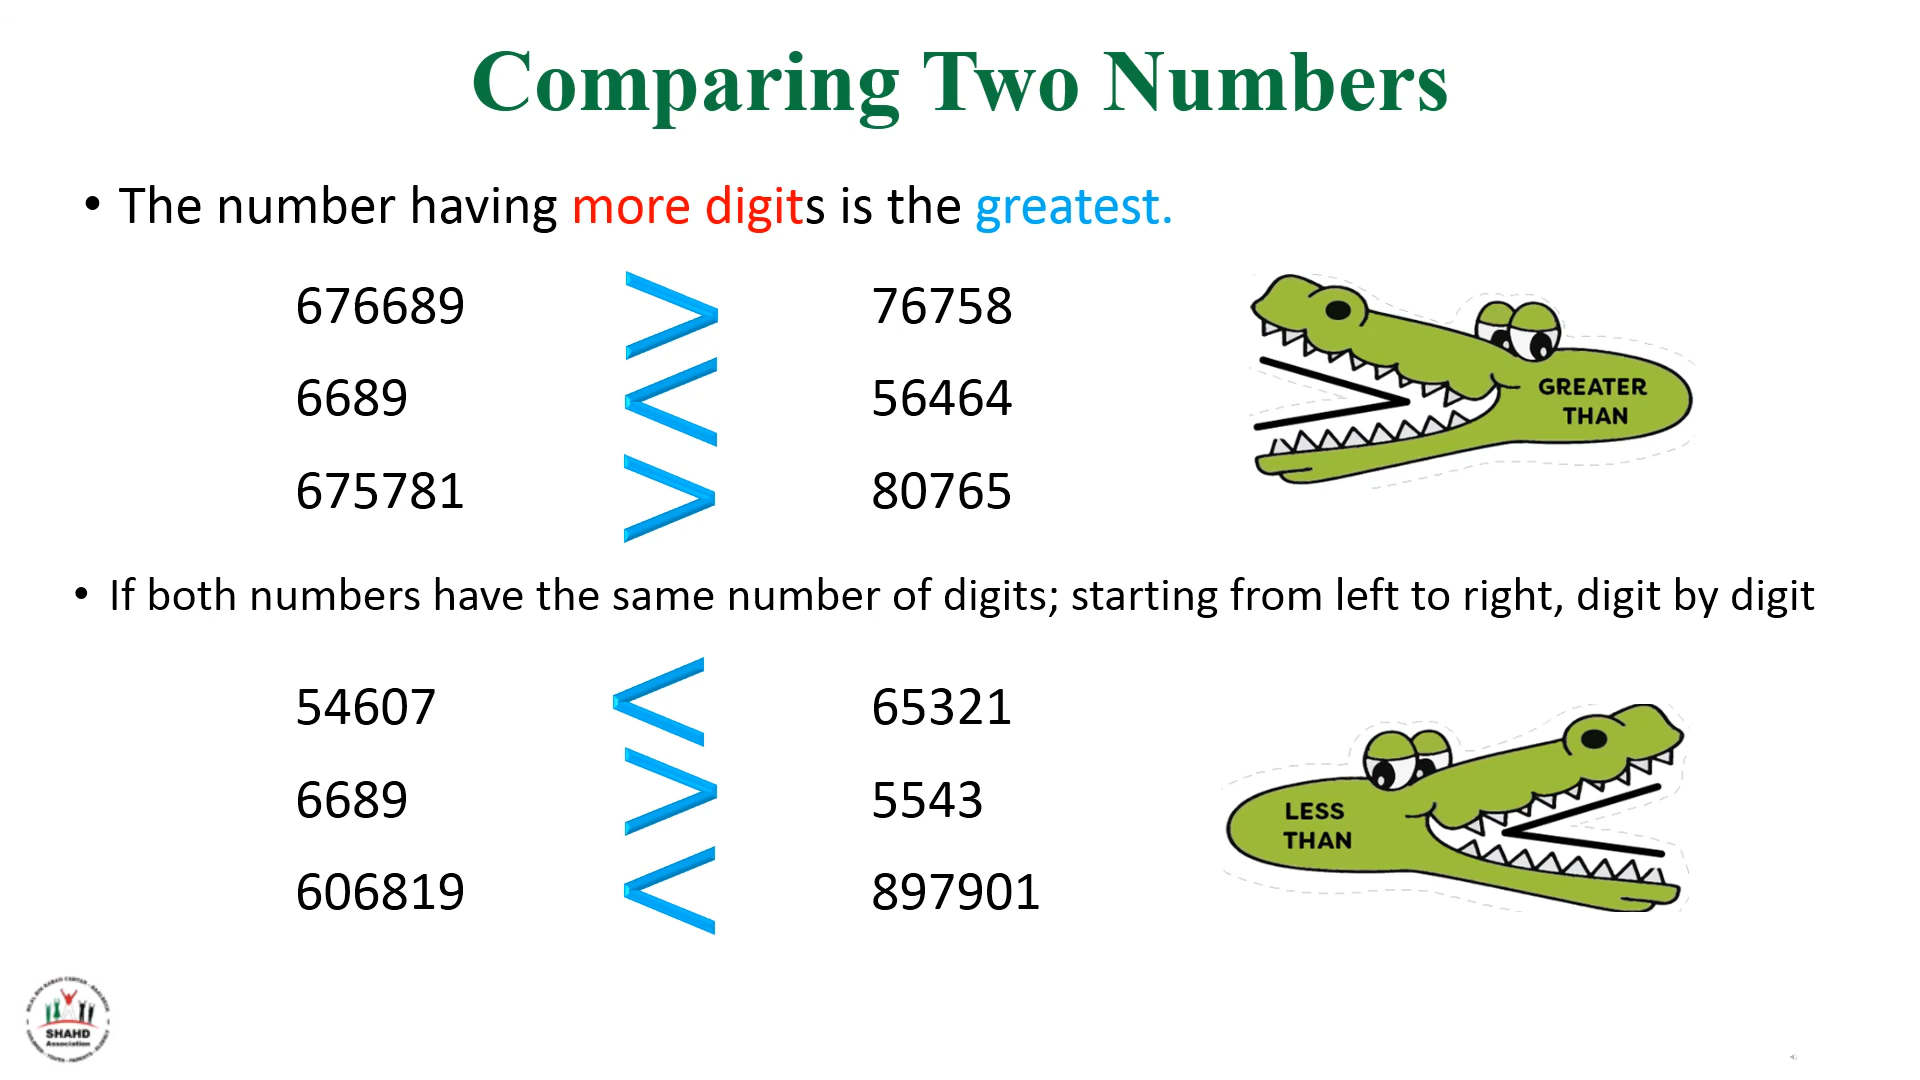 Comparing Two Numbers
• The number having more digits is the greatest.
676689 > 76758
6689 < 56464
675781 > 80765
GREATER
THAN
• If both numbers have the same number of digits; starting from left to right, digit by digit
54607 < 65321
6689 > 5543
606819 < 897901
LESS
THAN
SHAHD
Association